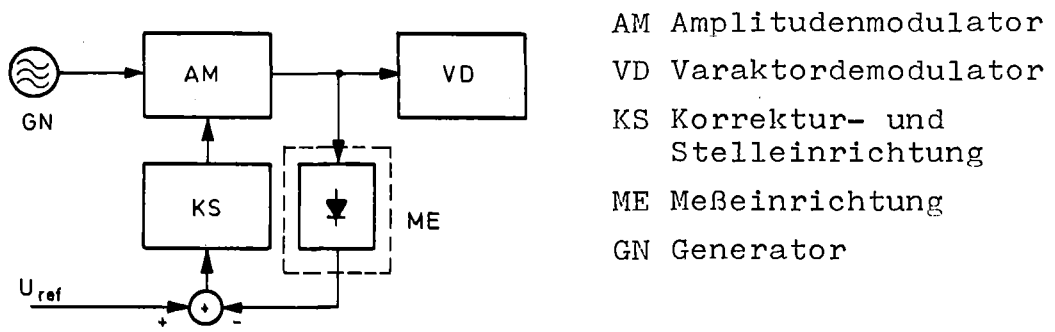 AM
VD
GN
KS
ME
U_ref
+
+
-
AM Amplitudenmodulator
VD Varaktordemodulator
KS Korrektur- und
Stelleinrichtung
ME Meßeinrichtung
GN Generator